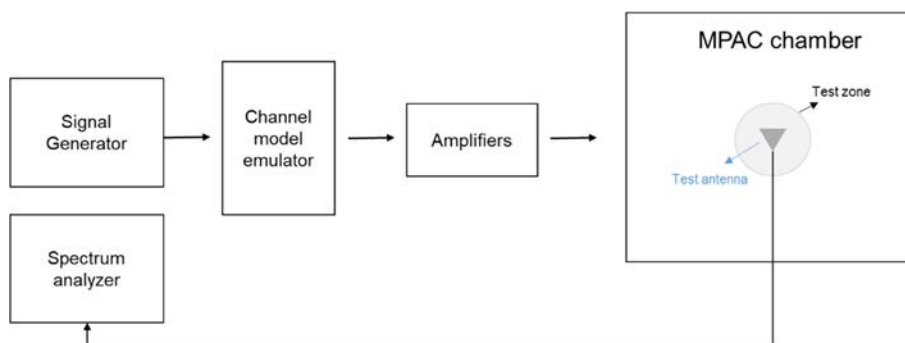 MPAC chamber
Test zone
Signal
Generator
Channel
model
emulator
Amplifiers
Test antenna
Spectrum
analyzer